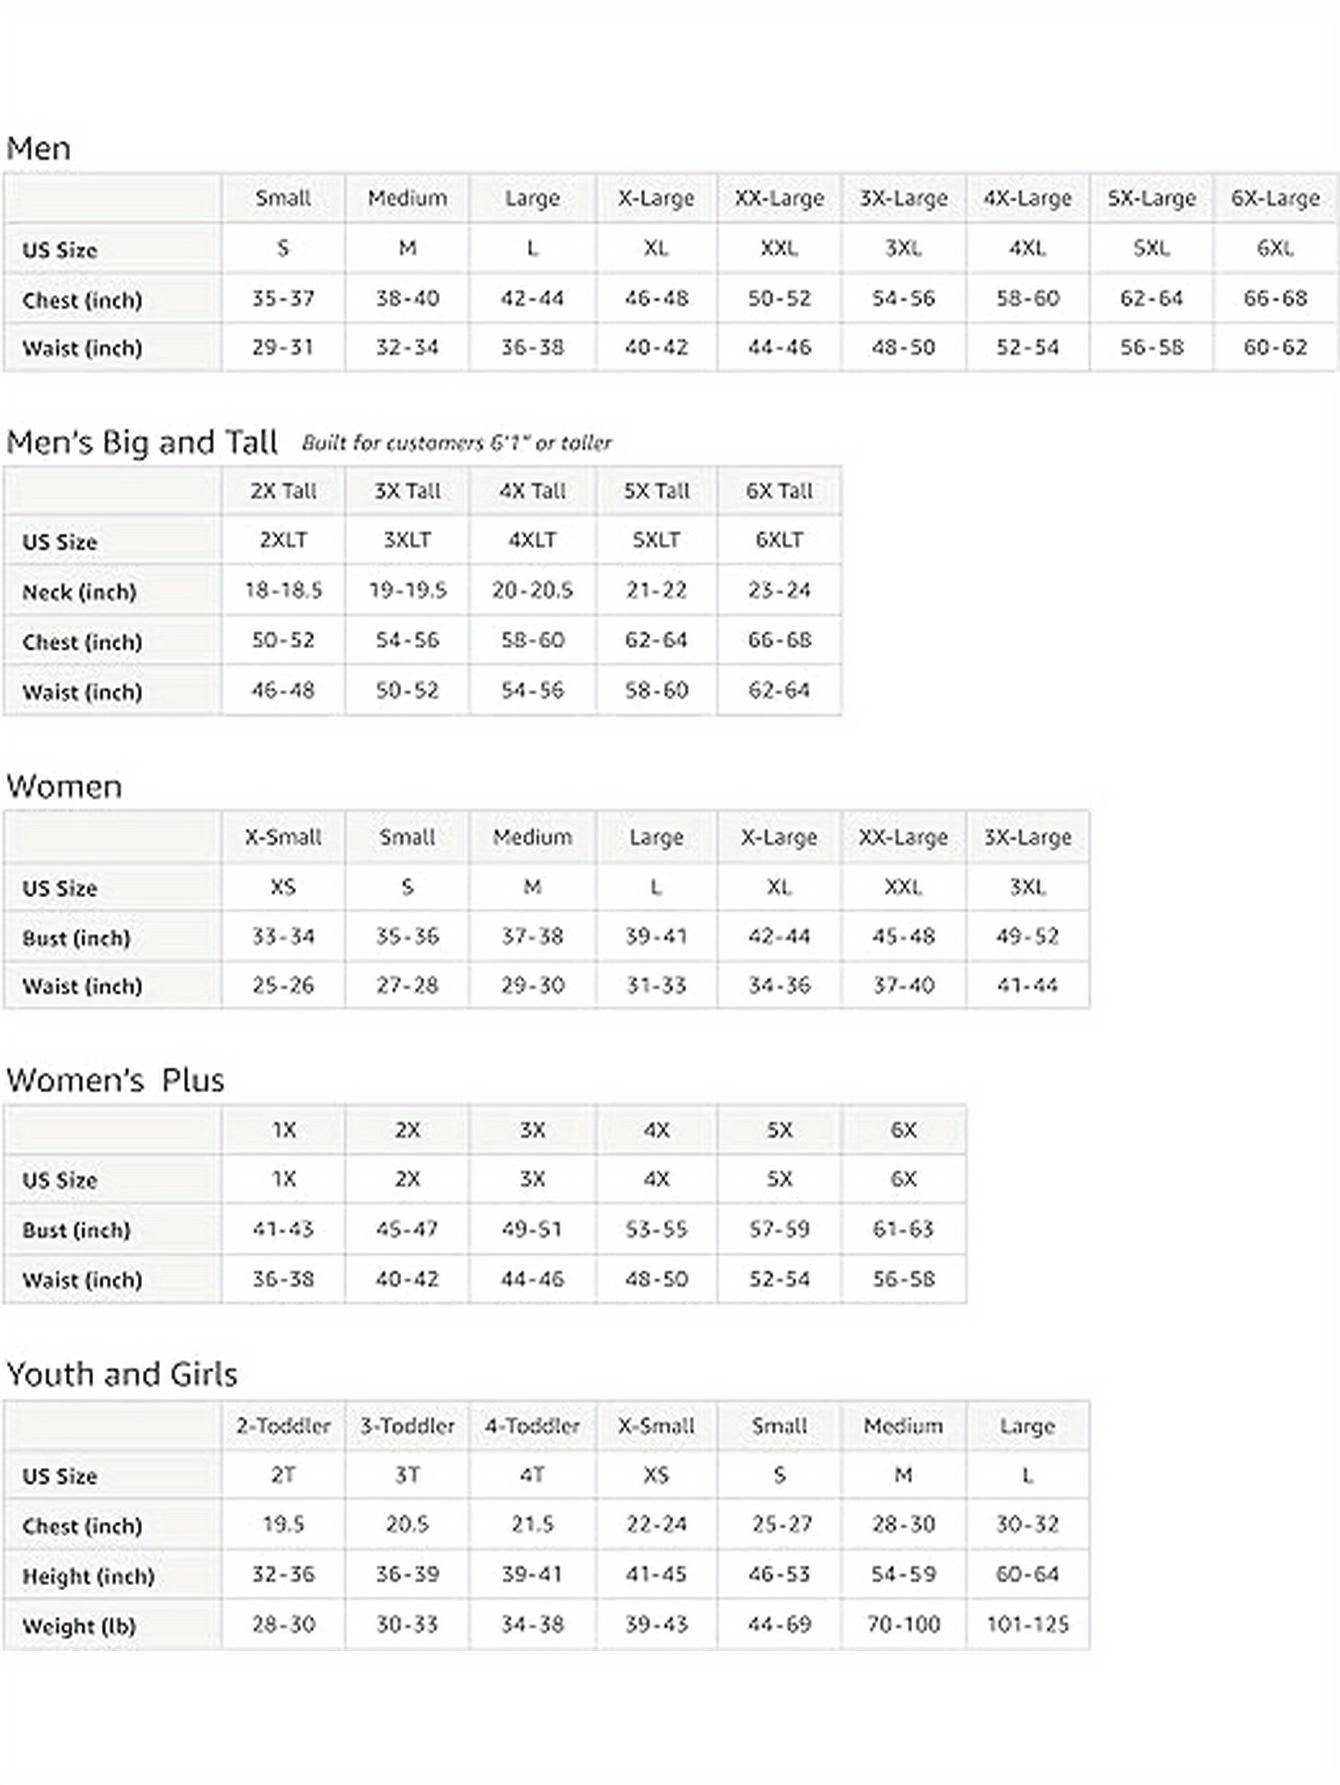 Men
Small Medium Large X-Large XX-Large 3X-Large 4X-Large 5X-Large 6X-Large
US Size S M L XL XXL 3XL 4XL 5XL 6XL
Chest (inch) 35-37 38-40 42-44 46-48 50-52 54-56 58-60 62-64 66-68
Waist (inch) 29-31 32-34 36-38 40-42 44-46 48-50 52-54 56-58 60-62
Men's Big and Tall Built for customers 6'1" or taller
2X Tall 3X Tall 4X Tall 5X Tall 6X Tall
US Size 2XLT 3XLT 4XLT 5XLT 6XLT
Neck (inch) 18-18.5 19-19.5 20-20.5 21-22 23-24
Chest (inch) 50-52 54-56 58-60 62-64 66-68
Waist (inch) 46-48 50-52 54-56 58-60 62-64
Women
X-Small Small Medium Large X-Large XX-Large 3X-Large
US Size XS S M L XL XXL 3XL
Bust (inch) 33-34 35-36 37-38 39-41 42-44 45-48 49-52
Waist (inch) 25-26 27-28 29-30 31-33 34-36 37-40 41-44
Women's Plus
1X 2X 3X 4X 5X 6X
US Size 1X 2X 3X 4X 5X 6X
Bust (inch) 41-43 45-47 49-51 53-55 57-59 61-63
Waist (inch) 36-38 40-42 44-46 48-50 52-54 56-58
Youth and Girls
2-Toddler 3-Toddler 4-Toddler X-Small Small Medium Large
US Size 2T 3T 4T XS S M L
Chest (inch) 19.5 20.5 21.5 22-24 25-27 28-30 30-32
Height (inch) 32-36 36-39 39-41 41-45 46-53 54-59 60-64
Weight (lb) 28-30 30-33 34-38 39-43 44-69 70-100 101-125